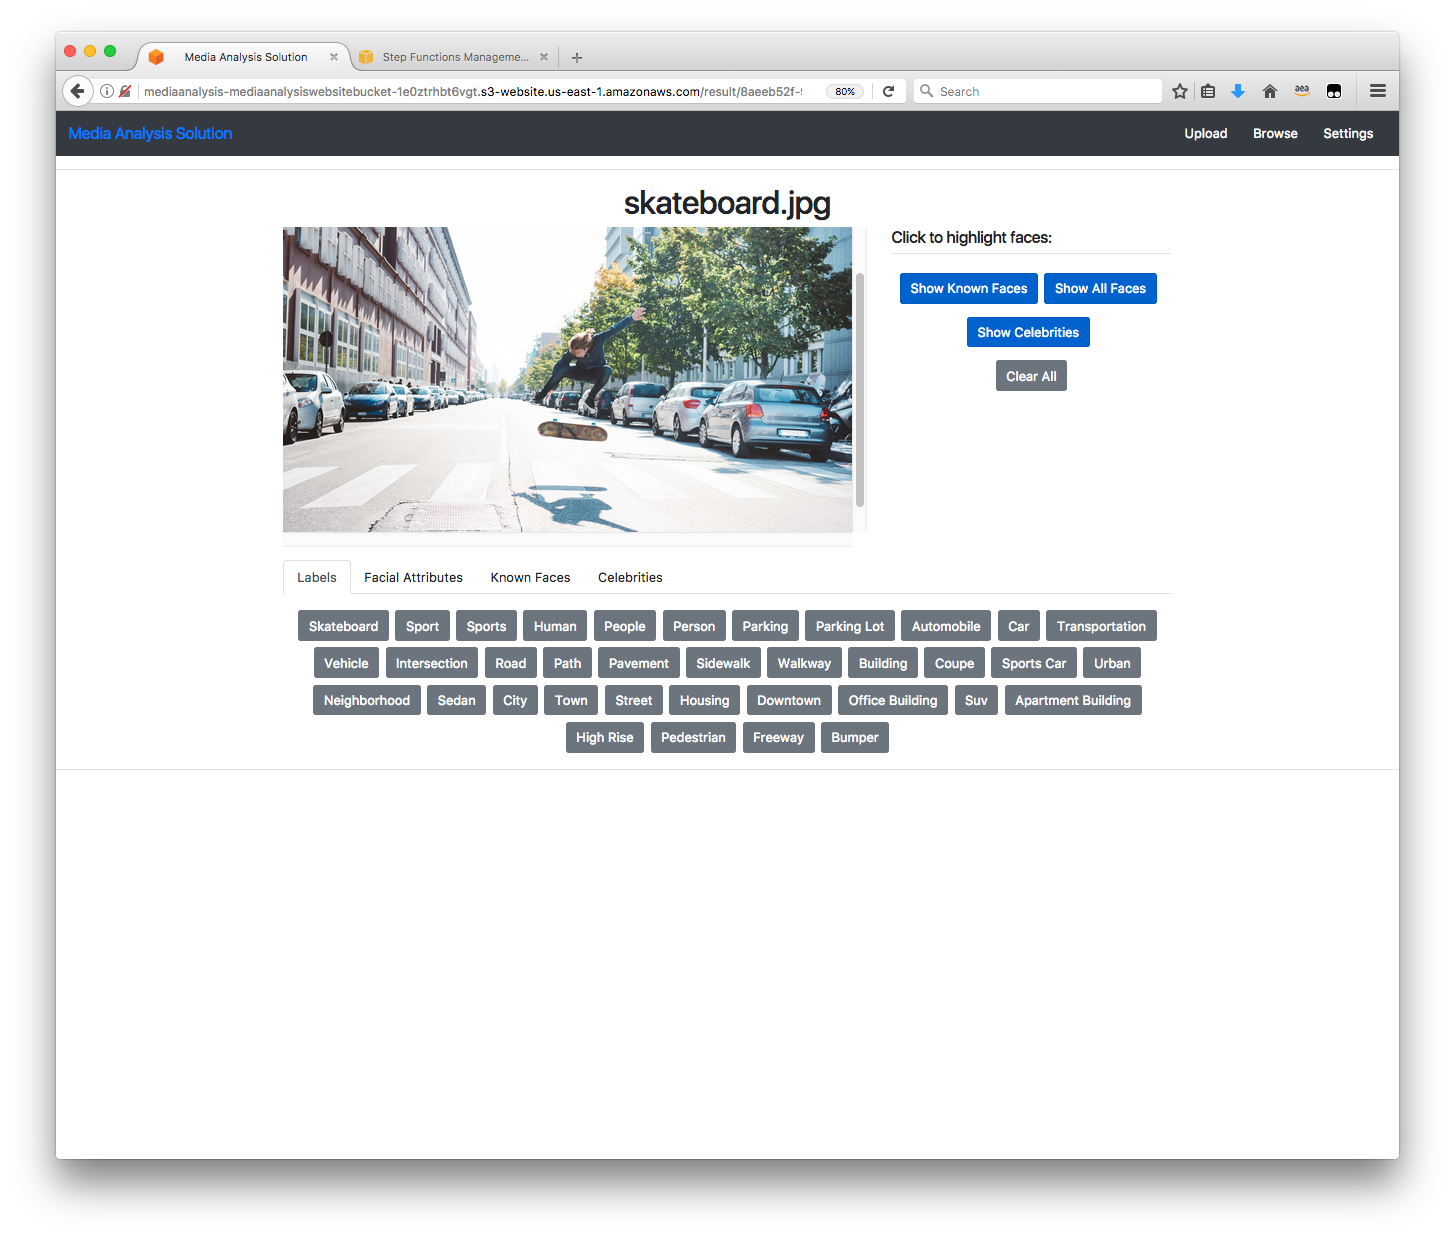 Media Analysis Solution
Step Functions Manageme...
mediaanalysis-mediaanalysiswebsitebucket-1e0ztrhbt6vgt.s3-website.us-east-1.amazonaws.com/result/8aeeb52f-
80%
Search
aea
Media Analysis Solution
Upload Browse Settings
skateboard.jpg
Click to highlight faces:
Show Known Faces Show All Faces
Show Celebrities
Clear All
Labels Facial Attributes Known Faces Celebrities
Skateboard Sport Sports Human People Person Parking Parking Lot Automobile Car Transportation
Vehicle Intersection Road Path Pavement Sidewalk Walkway Building Coupe Sports Car Urban
Neighborhood Sedan City Town Street Housing Downtown Office Building Suv Apartment Building
High Rise Pedestrian Freeway Bumper